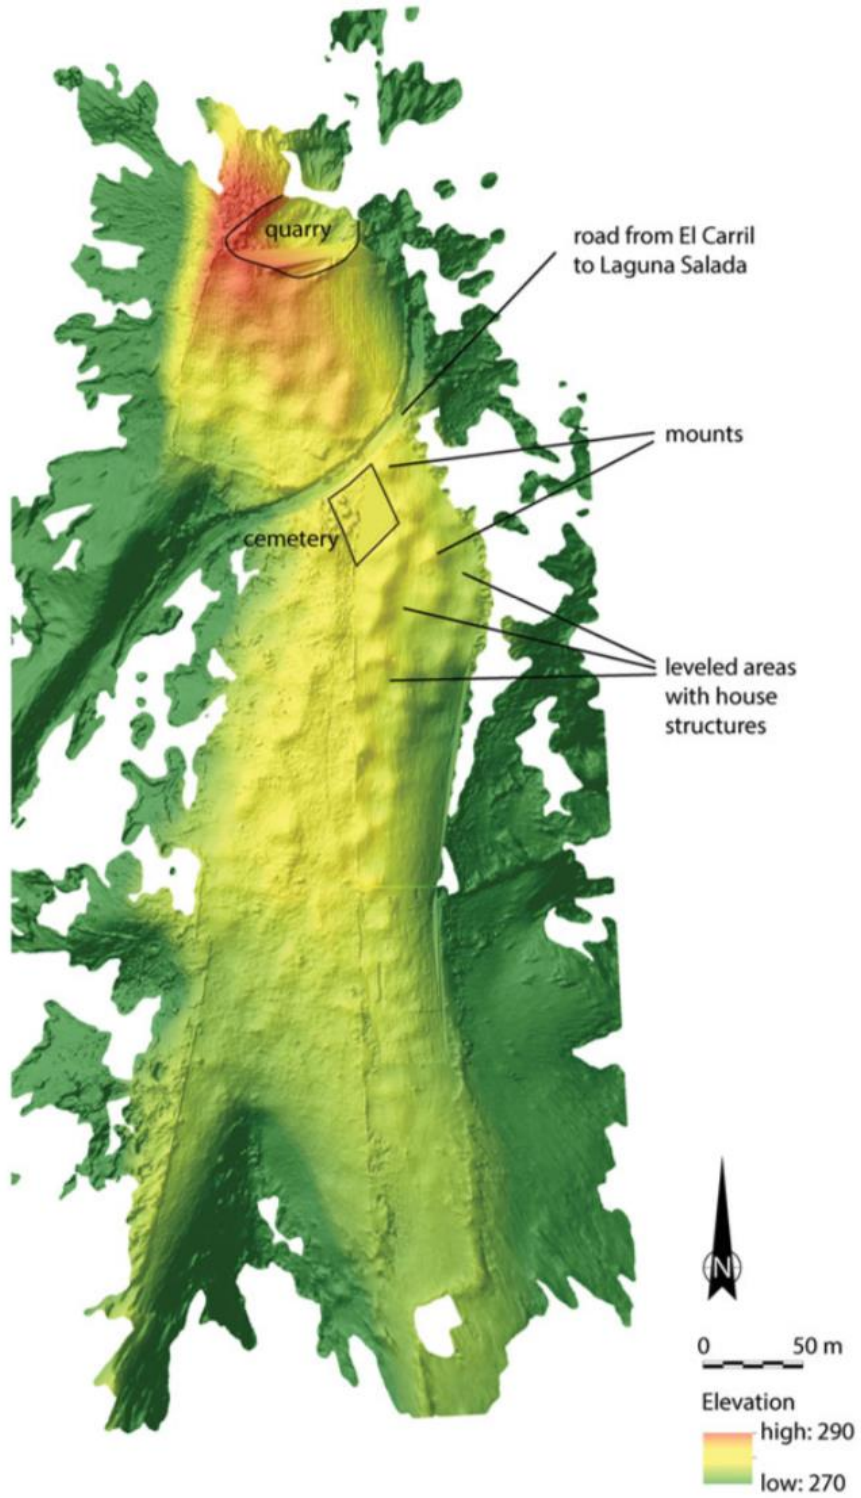 quarry
road from El Carril
to Laguna Salada
mounts
cemetery
leveled areas
with house
structures
N
0 50 m
Elevation
high: 290
low: 270